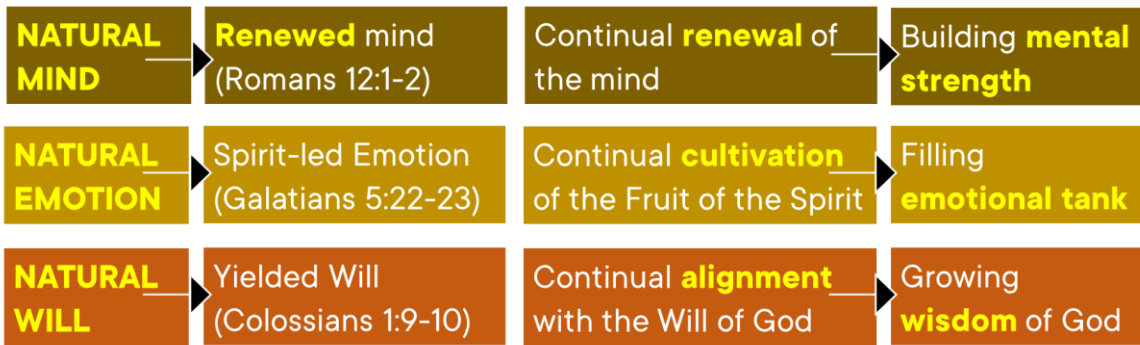 NATURAL
MIND
Renewed mind
(Romans 12:1-2)
Continual renewal of
the mind
Building mental
strength
NATURAL
EMOTION
Spirit-led Emotion
(Galatians 5:22-23)
Continual cultivation
of the Fruit of the Spirit
Filling
emotional tank
NATURAL
WILL
Yielded Will
(Colossians 1:9-10)
Continual alignment
with the Will of God
Growing
wisdom of God